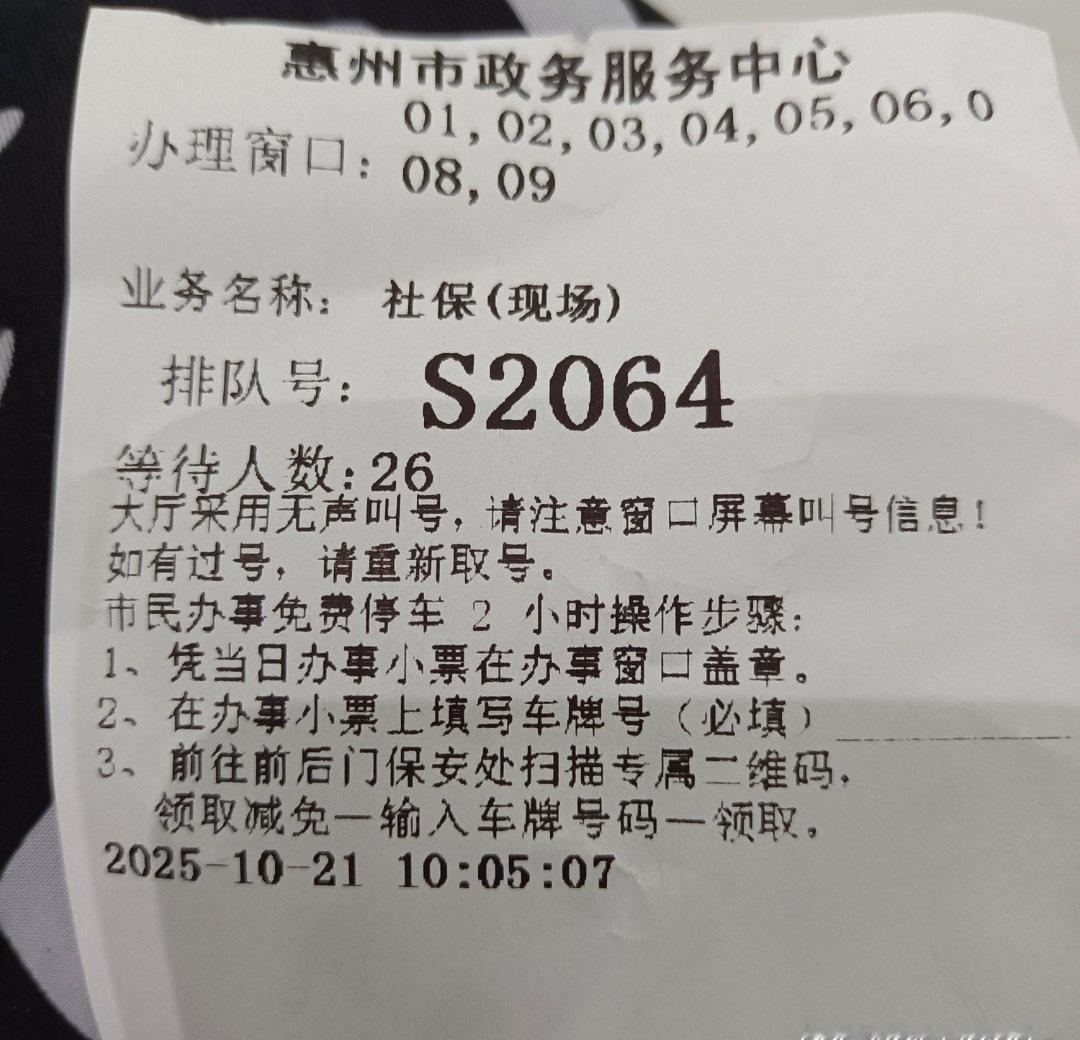 惠州市政务服务中心
办理窗口: 01,02,03,04,05,06,0
08,09
业务名称: 社保(现场)
排队号: S2064
等待人数:26
大厅采用无声叫号,请注意窗口屏幕叫号信息!
如有过号,请重新取号。
市民办事免费停车 2 小时操作步骤:
1、凭当日办事小票在办事窗口盖章。
2、在办事小票上填写车牌号(必填)
3、前往前后门保安处扫描专属二维码,
领取减免—输入车牌号码—领取。
2025-10-21 10:05:07